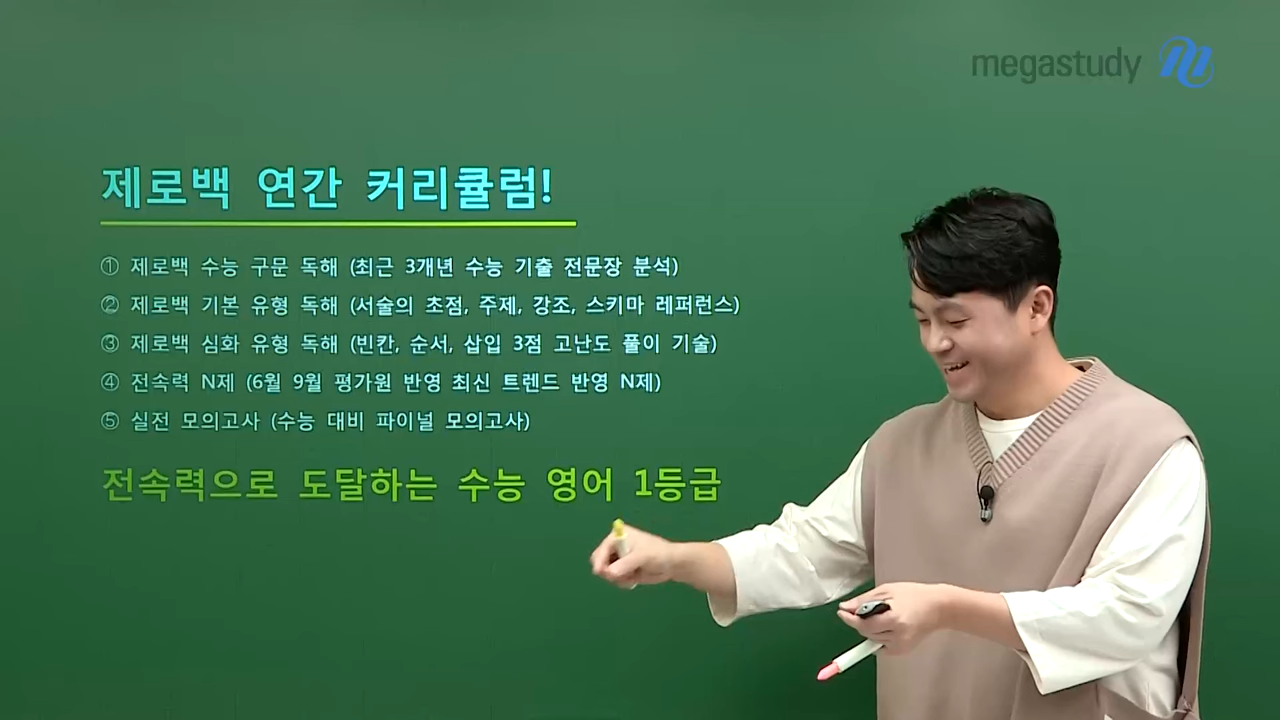 megastudy
제로백 연간 커리큘럼!
① 제로백 수능 구문 독해 (최근 3개년 수능 기출 전문장 분석)
② 제로백 기본 유형 독해 (서술의 초점, 주제, 강조, 스키마 레퍼런스)
③ 제로백 심화 유형 독해 (빈칸, 순서, 삽입 3점 고난도 풀이 기술)
④ 전속력 N제 (6월 9월 평가원 반영 최신 트렌드 반영 N제)
⑤ 실전 모의고사 (수능 대비 파이널 모의고사)
전속력으로 도달하는 수능 영어 1등급